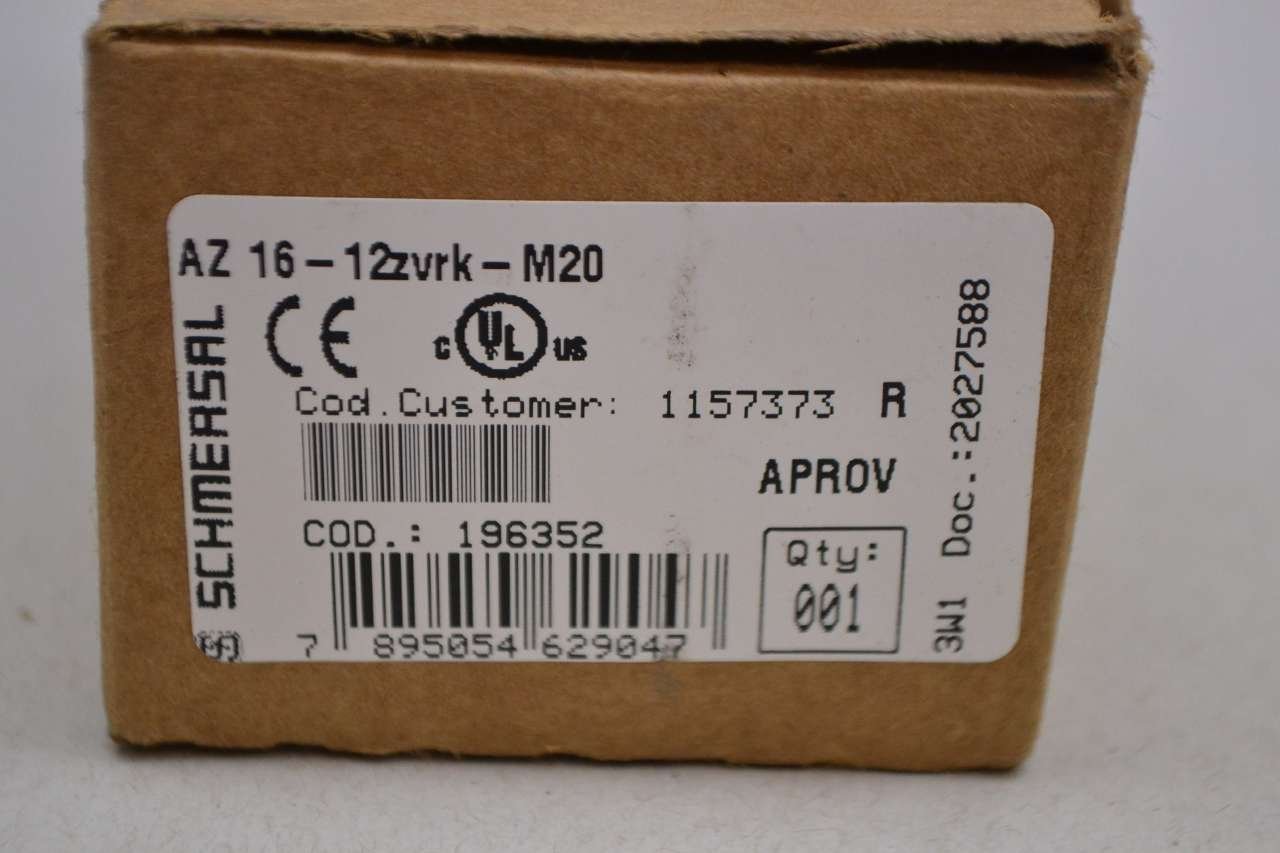 AZ 16-12zvrk-M20
SCHMERSAL
CE
c UL us
Cod.Customer: 1157373 R
APROV
COD.: 196352
Qty:
001
7 895054 629047
3W1 Doc.:2027588